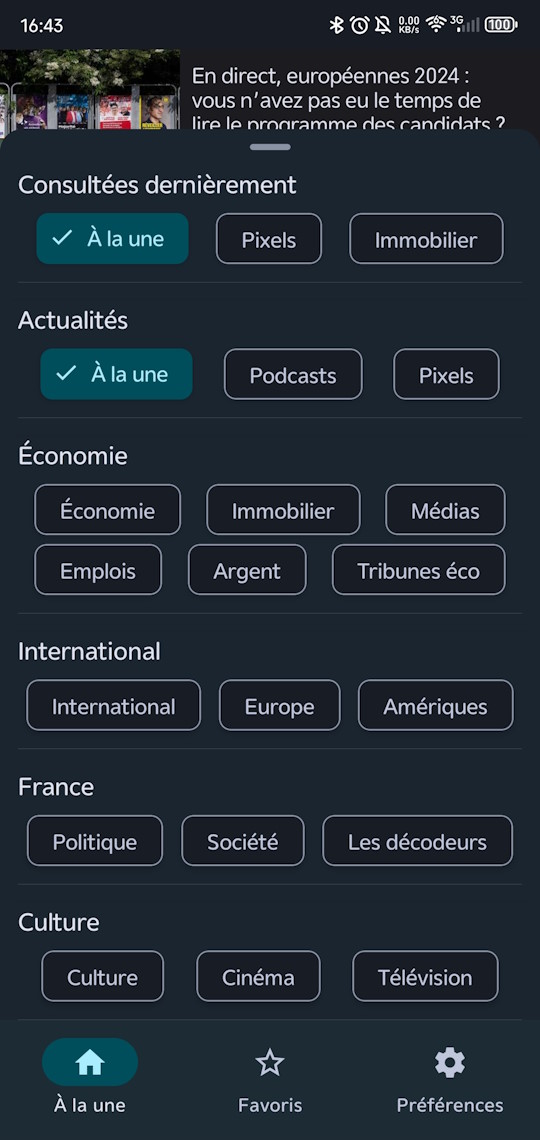 16:43
0.00
KB/s
3G
100
En direct, européennes 2024 :
vous n’avez pas eu le temps de
lire le programme des candidats ?
Consultées dernièrement
À la une
Pixels
Immobilier
Actualités
À la une
Podcasts
Pixels
Économie
Économie
Immobilier
Médias
Emplois
Argent
Tribunes éco
International
International
Europe
Amériques
France
Politique
Société
Les décodeurs
Culture
Culture
Cinéma
Télévision
À la une
Favoris
Préférences